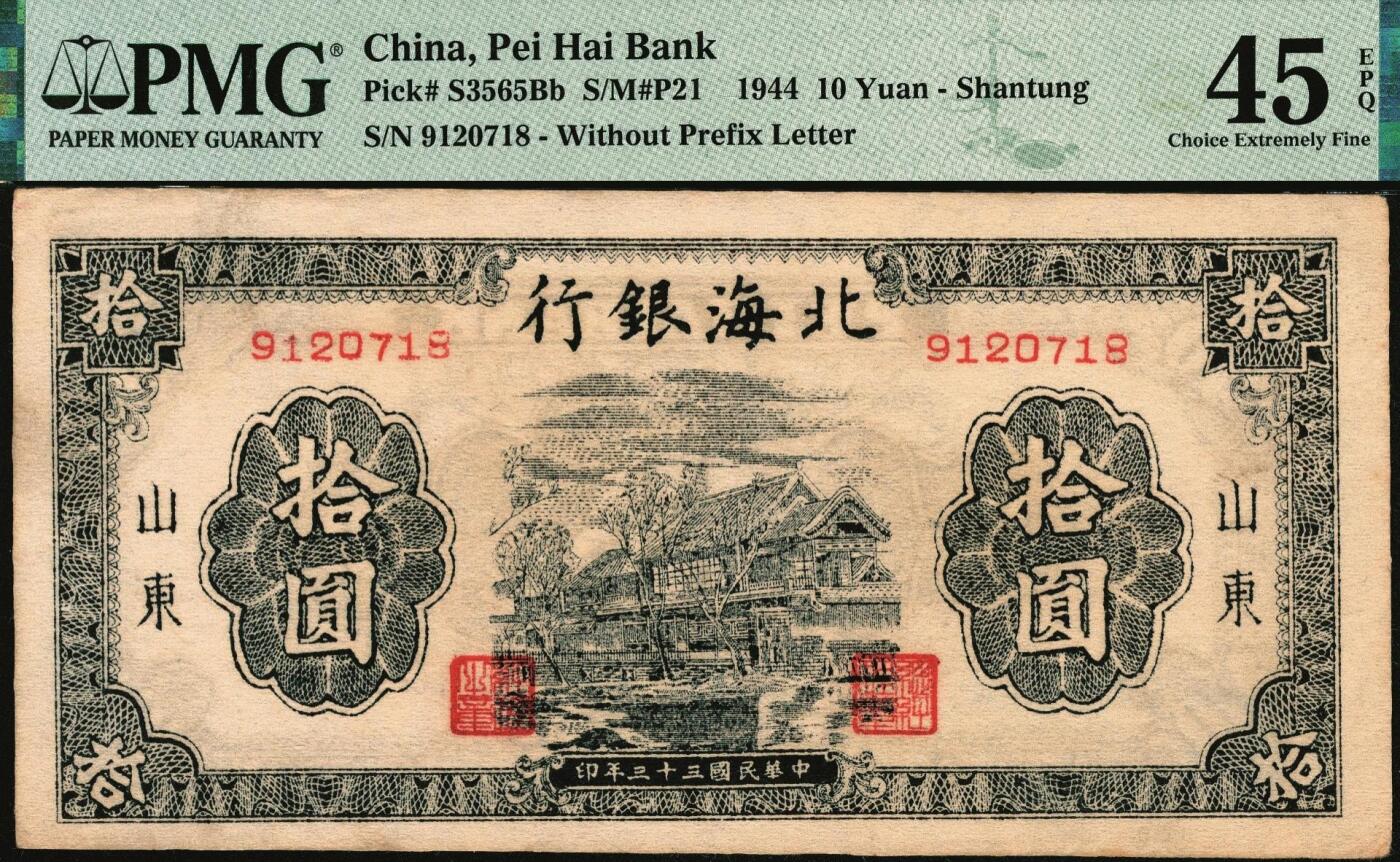 PMG®
PAPER MONEY GUARANTY
China, Pei Hai Bank
Pick# S3565Bb S/M#P21 1944 10 Yuan - Shantung
S/N 9120718 - Without Prefix Letter
45
EPQ
Choice Extremely Fine
拾
北海銀行
拾
9120718
9120718
拾圓
拾圓
山東
山東
中華民國三十三年印
拾
拾